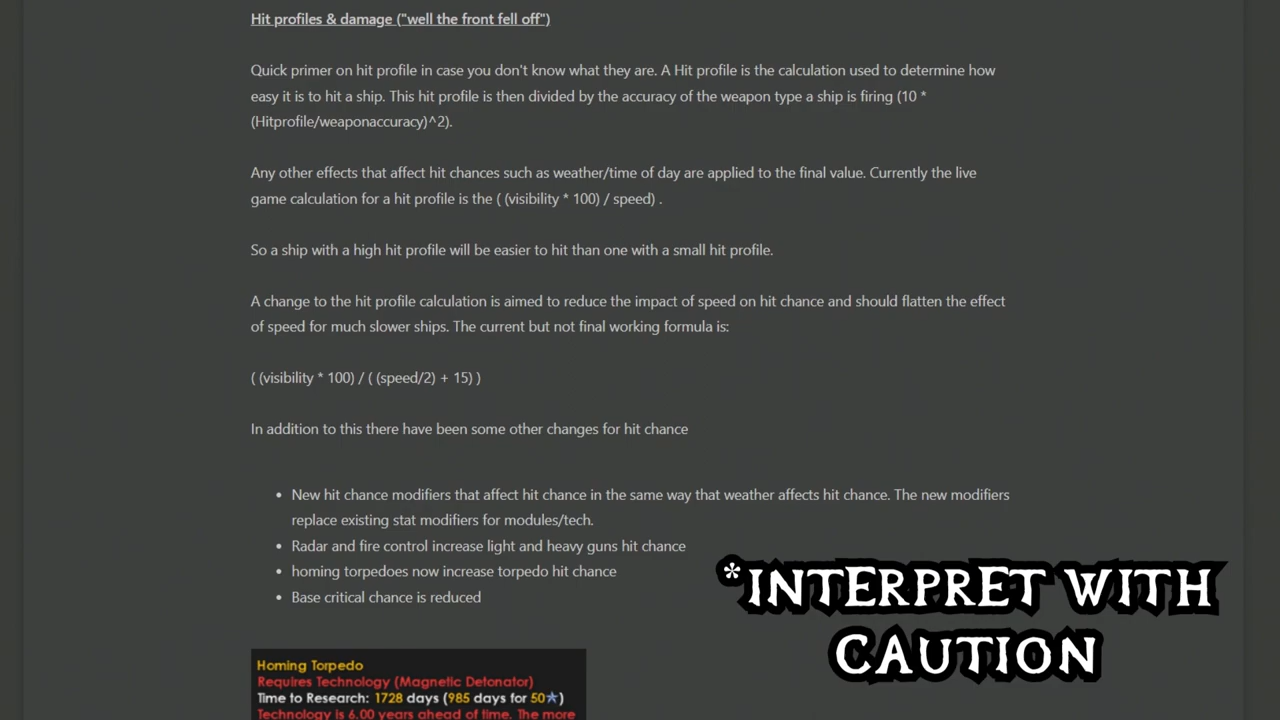 Hit profiles & damage ("well the front fell off")
Quick primer on hit profile in case you don't know what they are. A Hit profile is the calculation used to determine how
easy it is to hit a ship. This hit profile is then divided by the accuracy of the weapon type a ship is firing (10 *
(Hitprofile/weaponaccuracy)^2).
Any other effects that affect hit chances such as weather/time of day are applied to the final value. Currently the live
game calculation for a hit profile is the ( (visibility * 100) / speed) .
So a ship with a high hit profile will be easier to hit than one with a small hit profile.
A change to the hit profile calculation is aimed to reduce the impact of speed on hit chance and should flatten the effect
of speed for much slower ships. The current but not final working formula is:
( (visibility * 100) / ( (speed/2) + 15) )
In addition to this there have been some other changes for hit chance
• New hit chance modifiers that affect hit chance in the same way that weather affects hit chance. The new modifiers
replace existing stat modifiers for modules/tech.
• Radar and fire control increase light and heavy guns hit chance
• homing torpedoes now increase torpedo hit chance
• Base critical chance is reduced
*INTERPRET WITH
CAUTION
Homing Torpedo
Requires Technology (Magnetic Detonator)
Time to Research: 1728 days (985 days for 50★)
Technology is 6.00 years ahead of time. The more